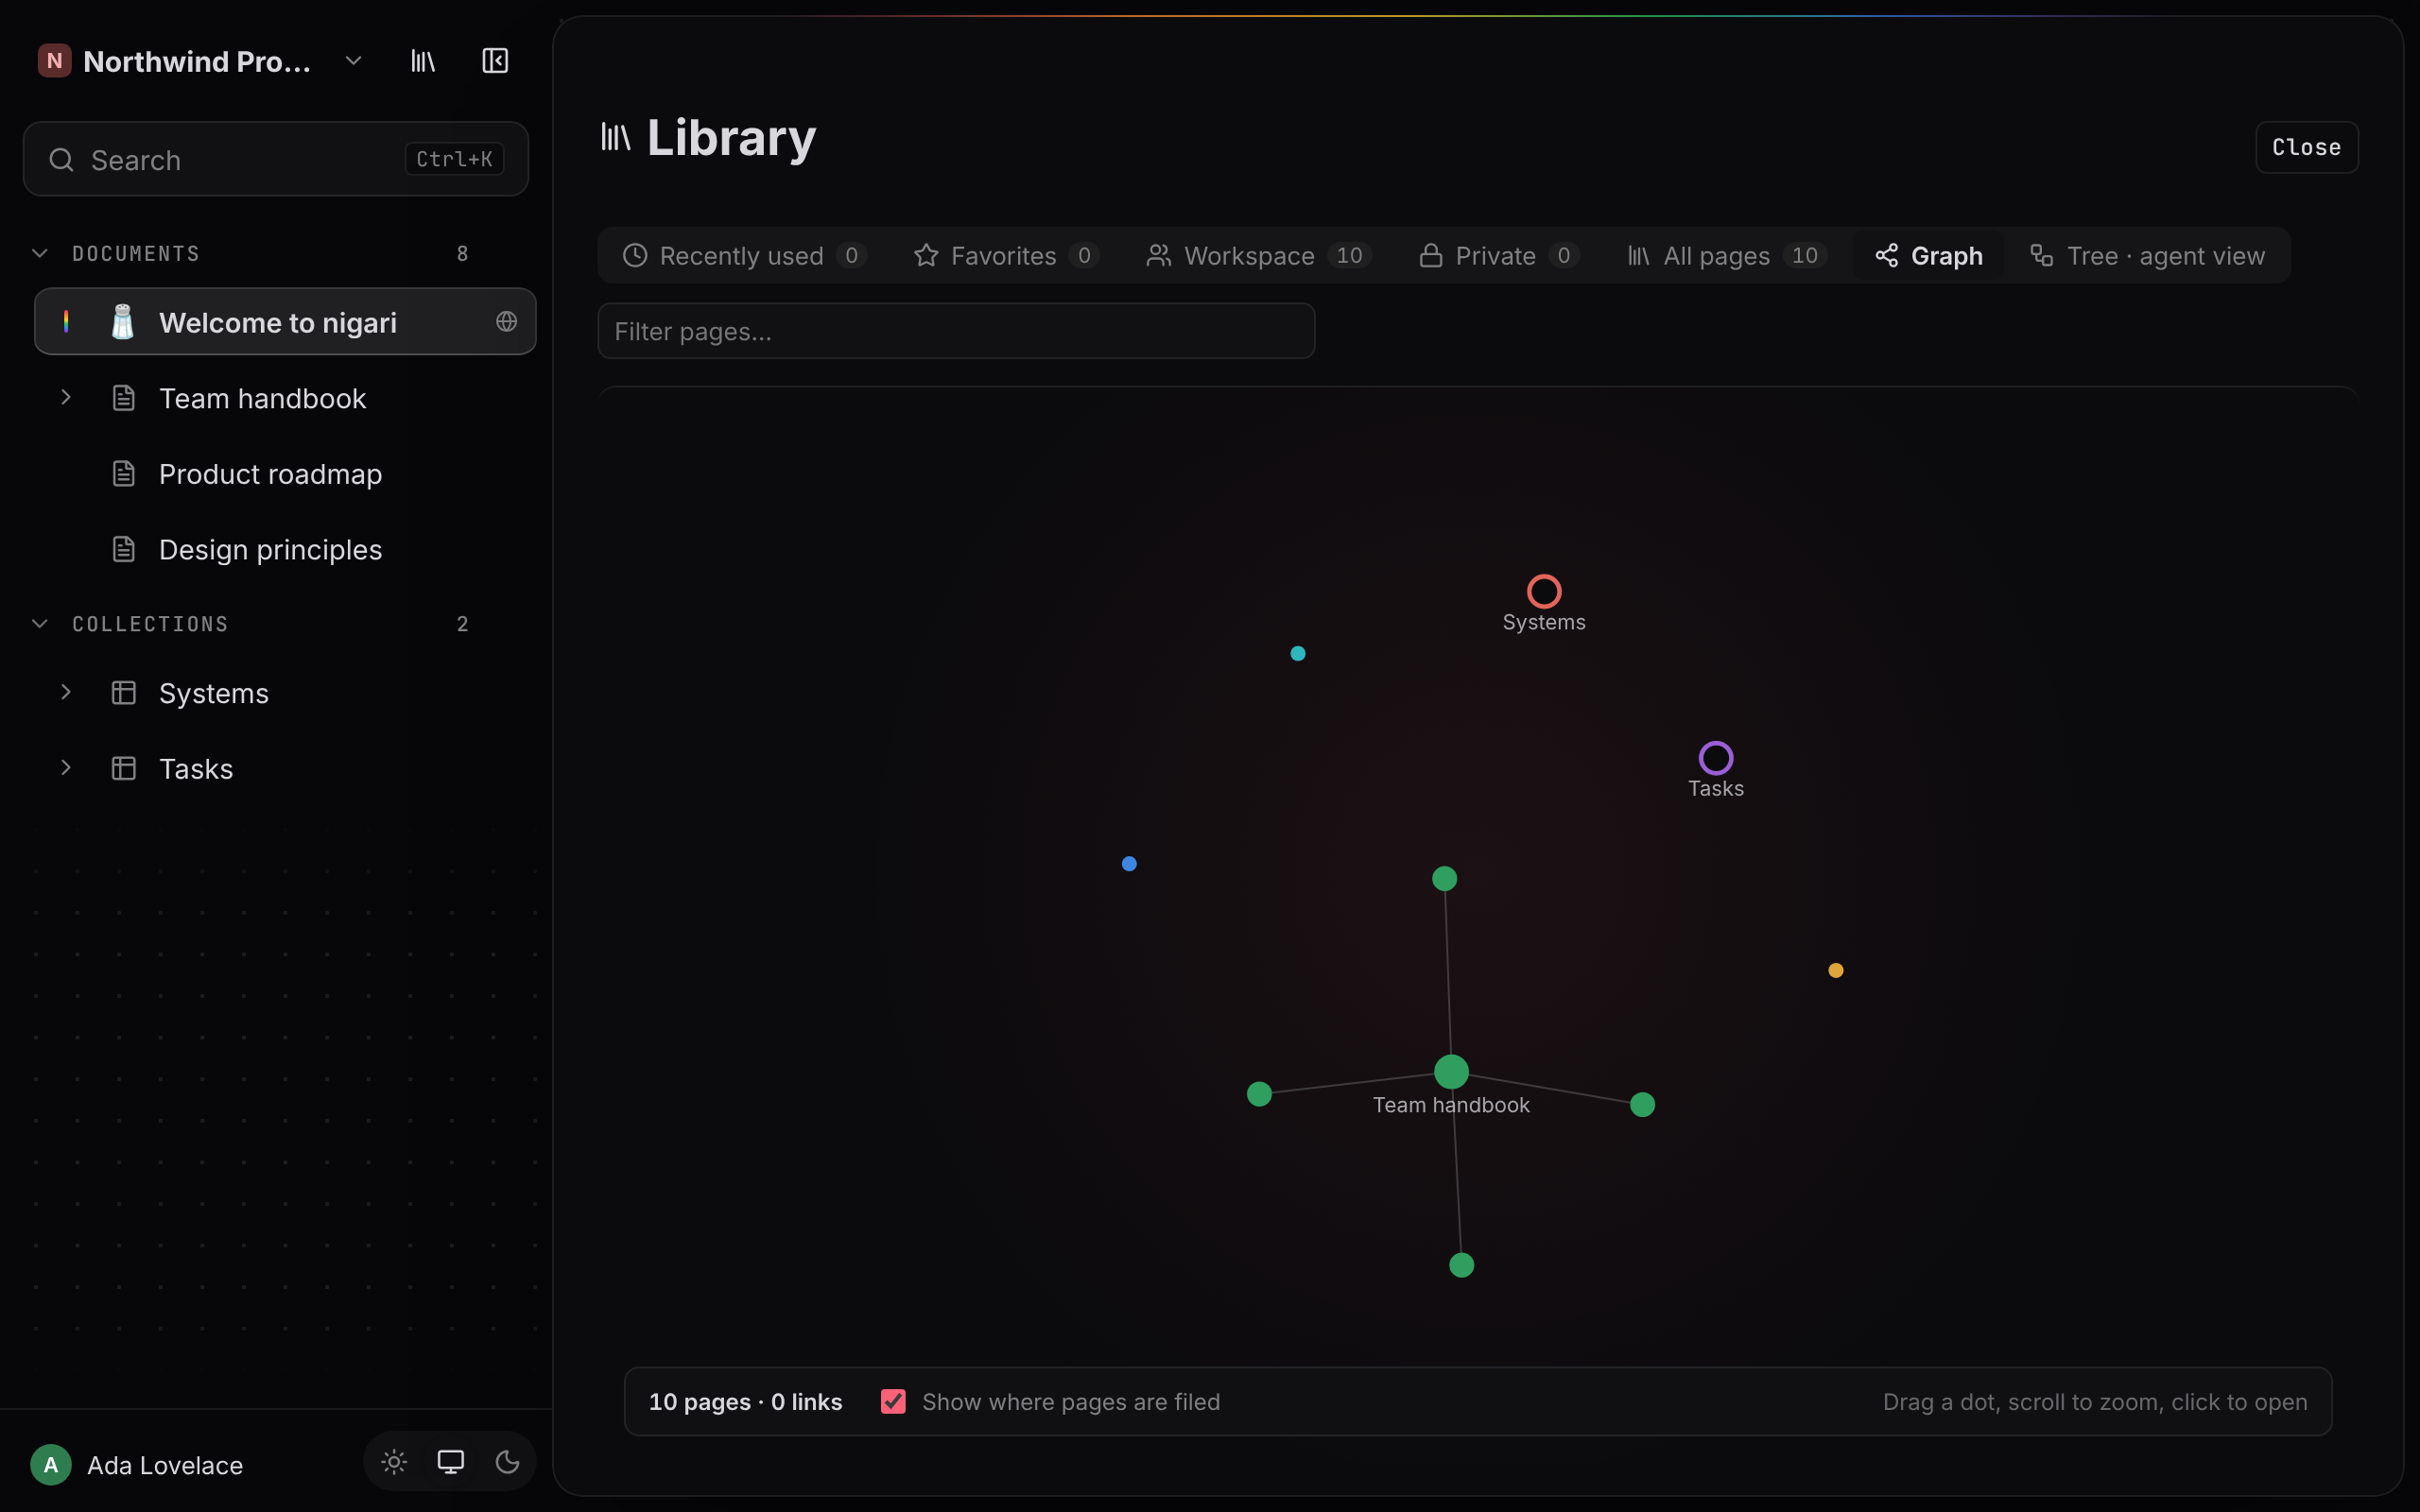 N Northwind Pro...
Search Ctrl+K
DOCUMENTS 8
Welcome to nigari
Team handbook
Product roadmap
Design principles
COLLECTIONS 2
Systems
Tasks
A Ada Lovelace
Library
Close
Recently used 0 Favorites 0 Workspace 10 Private 0 All pages 10 Graph Tree · agent view
Filter pages...
Systems
Tasks
Team handbook
10 pages · 0 links Show where pages are filed Drag a dot, scroll to zoom, click to open